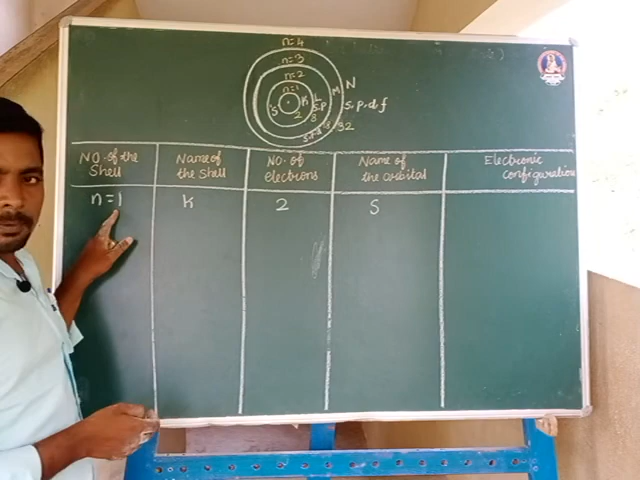 n=4
n=3
n=2
n=1
S K L M N
2 S.P S.p.d.f
8
S.P.d 18 32
NO. of the Shell
Name of the Shell
NO. of electrons
Name of the orbital
Electronic configuration
n=1 K 2 S